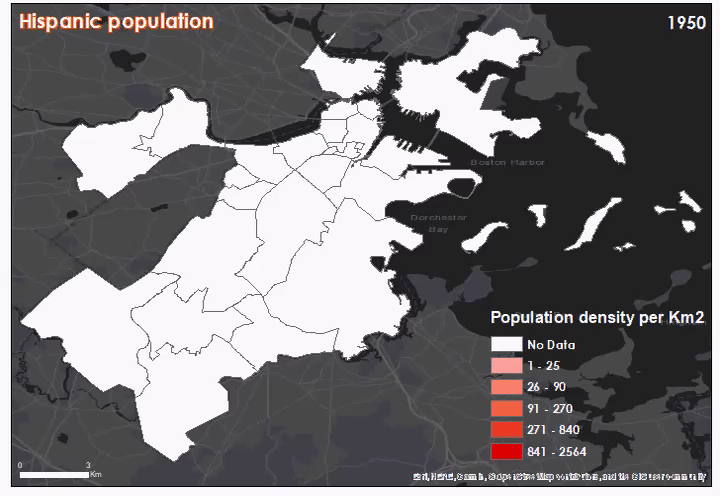 Hispanic population
1950
Boston Harbor
Dorchester
Bay
Population density per Km2
No Data
1 - 25
26 - 90
91 - 270
271 - 840
841 - 2564
0 3
Km